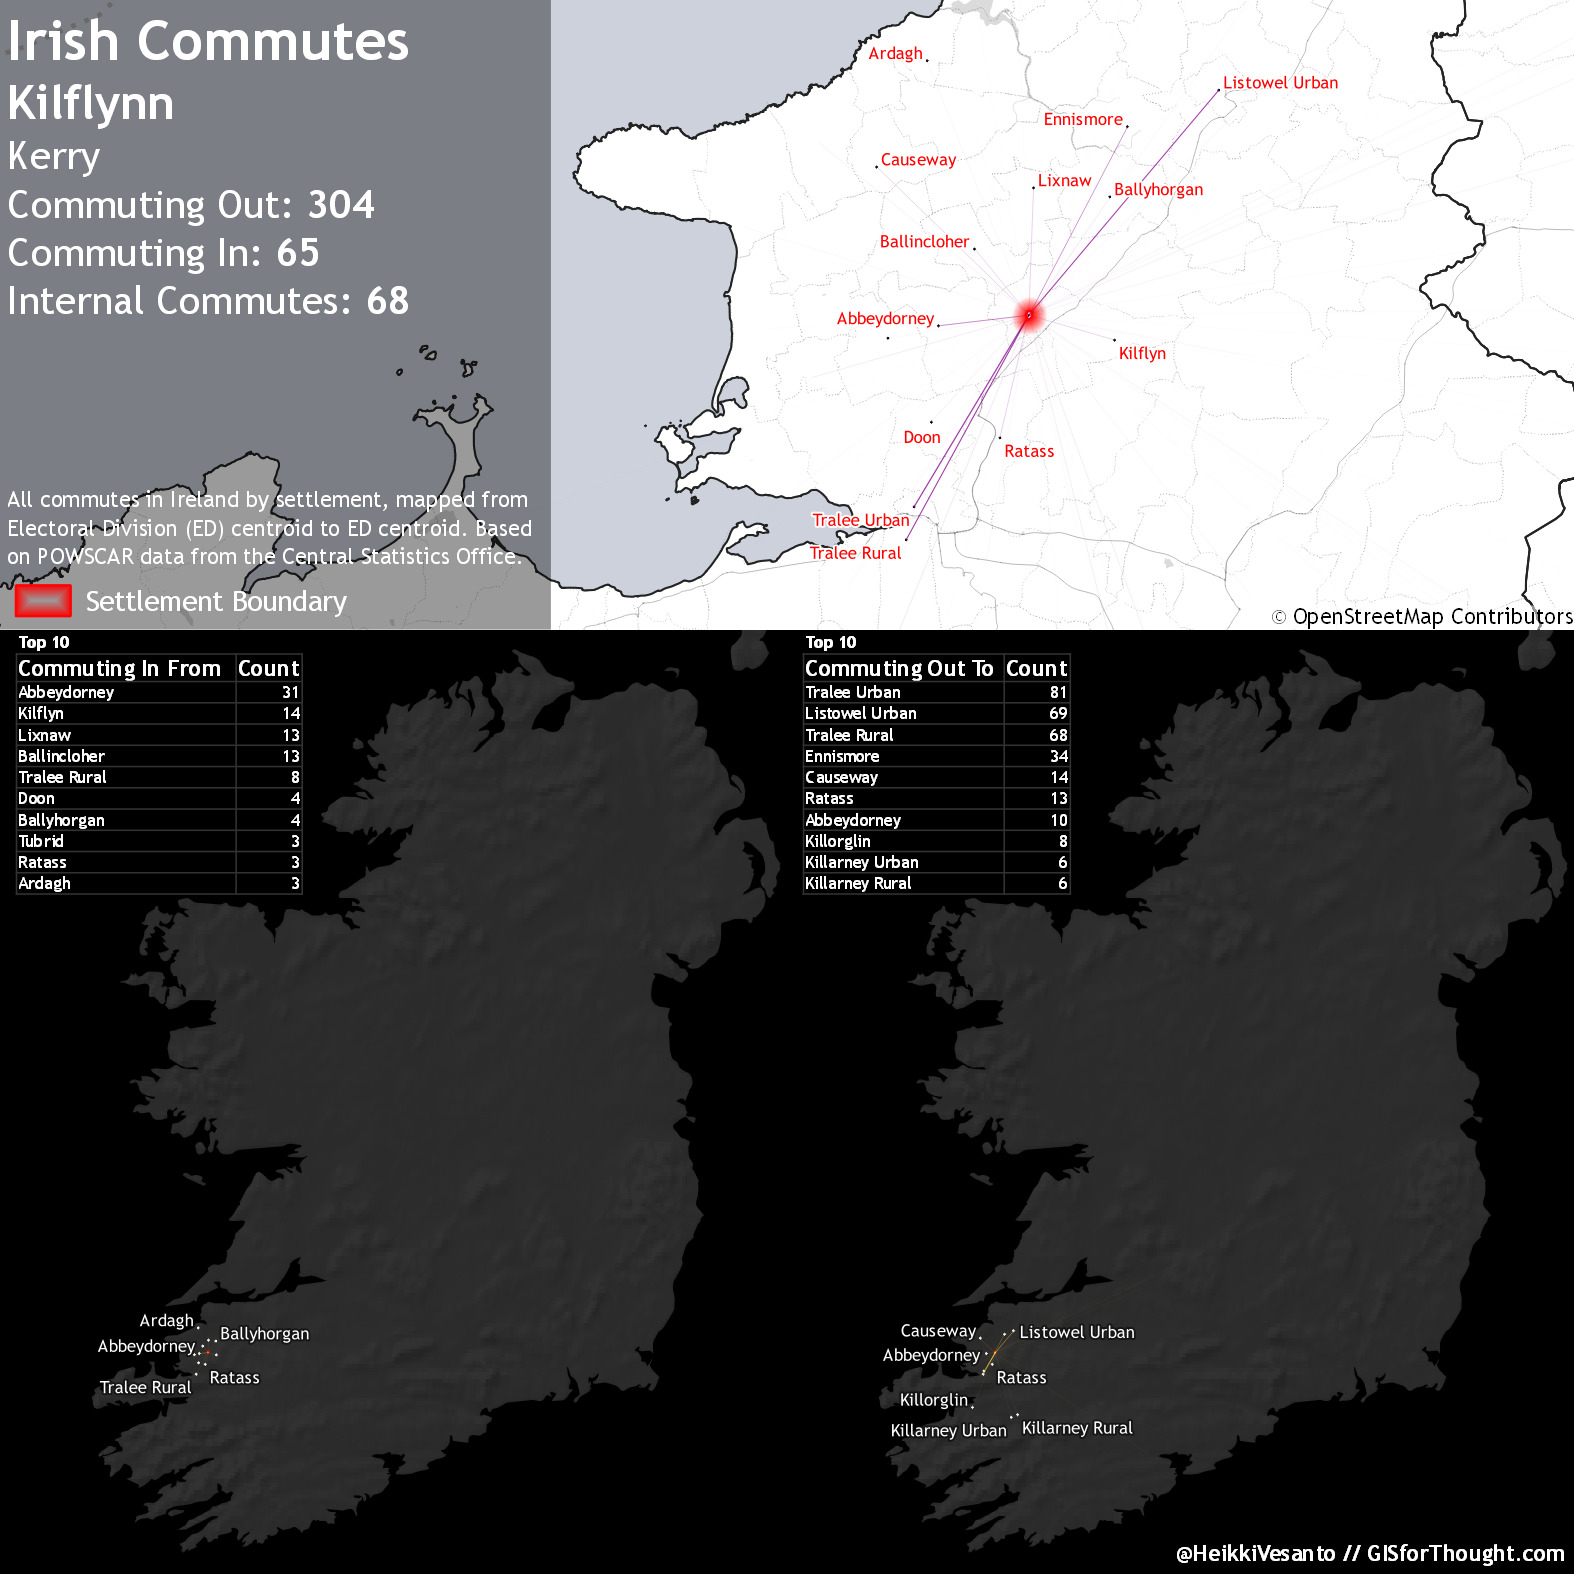 Irish Commutes
Kilflynn
Kerry
Commuting Out: 304
Commuting In: 65
Internal Commutes: 68
All commutes in Ireland by settlement, mapped from
Electoral Division (ED) centroid to ED centroid. Based
on POWSCAR data from the Central Statistics Office.
Settlement Boundary
Ardagh
Listowel Urban
Ennismore
Causeway
Lixnaw
Ballyhorgan
Ballincloher
Abbeydorney
Kilflyn
Doon
Ratass
Tralee Urban
Tralee Rural
© OpenStreetMap Contributors
Top 10
Commuting In From Count
Abbeydorney 31
Kilflyn 14
Lixnaw 13
Ballincloher 13
Tralee Rural 8
Doon 4
Ballyhorgan 4
Tubrid 3
Ratass 3
Ardagh 3
Top 10
Commuting Out To Count
Tralee Urban 81
Listowel Urban 69
Tralee Rural 68
Ennismore 34
Causeway 14
Ratass 13
Abbeydorney 10
Killorglin 8
Killarney Urban 6
Killarney Rural 6
Ardagh
Ballyhorgan
Abbeydorney
Ratass
Tralee Rural
Causeway
Listowel Urban
Abbeydorney
Ratass
Killorglin
Killarney Urban
Killarney Rural
@HeikkiVesanto // GISforThought.com